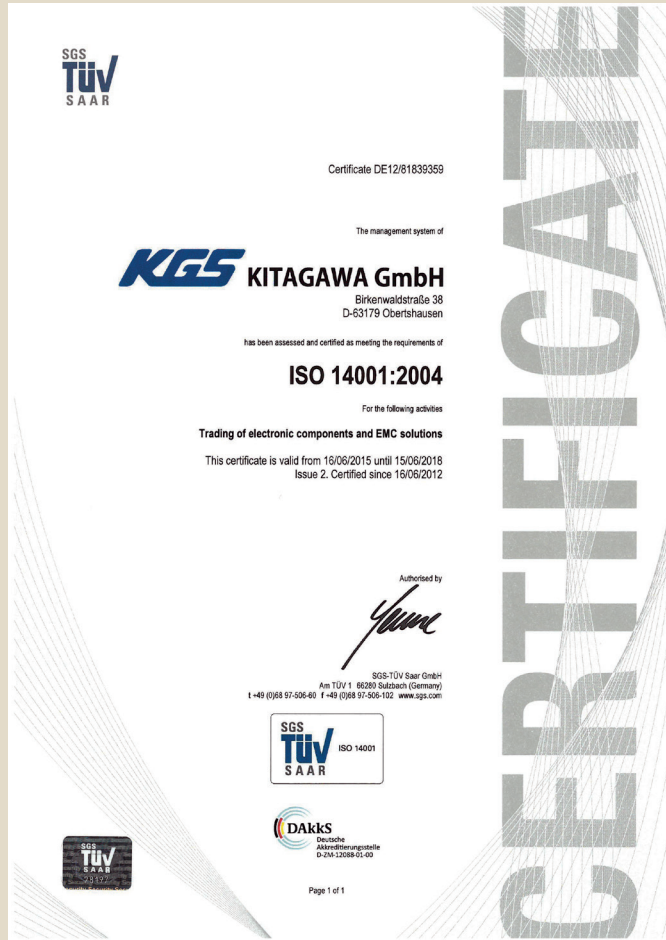 SGS
TÜV
SAAR
Certificate DE12/81839359
The management system of
KGS KITAGAWA GmbH
Birkenwaldstraße 38
D-63179 Obertshausen
has been assessed and certified as meeting the requirements of
ISO 14001:2004
For the following activities
Trading of electronic components and EMC solutions
This certificate is valid from 16/06/2015 until 15/06/2018
Issue 2. Certified since 16/06/2012
Authorised by
SGS-TÜV Saar GmbH
Am TÜV 1 66280 Sulzbach (Germany)
t +49 (0)68 97-506-60 f +49 (0)68 97-506-102 www.sgs.com
SGS
TÜV
SAAR
ISO 14001
DAkkS
Deutsche
Akkreditierungsstelle
D-ZM-12088-01-00
SGS
TÜV
SAAR
Page 1 of 1
CERTIFICATE